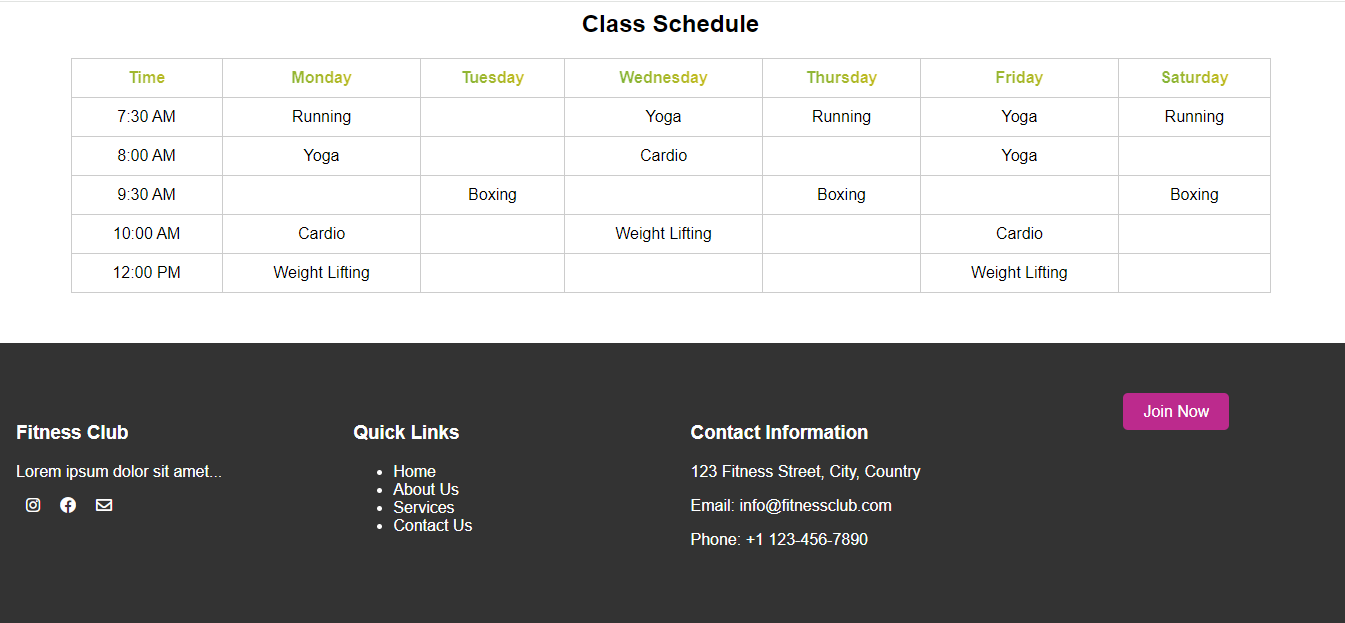 Class Schedule
Time Monday Tuesday Wednesday Thursday Friday Saturday
7:30 AM Running Yoga Running Yoga Running
8:00 AM Yoga Cardio Yoga
9:30 AM Boxing Boxing Boxing
10:00 AM Cardio Weight Lifting Cardio
12:00 PM Weight Lifting Weight Lifting
Join Now
Fitness Club
Lorem ipsum dolor sit amet...
Quick Links
Home
About Us
Services
Contact Us
Contact Information
123 Fitness Street, City, Country
Email: info@fitnessclub.com
Phone: +1 123-456-7890